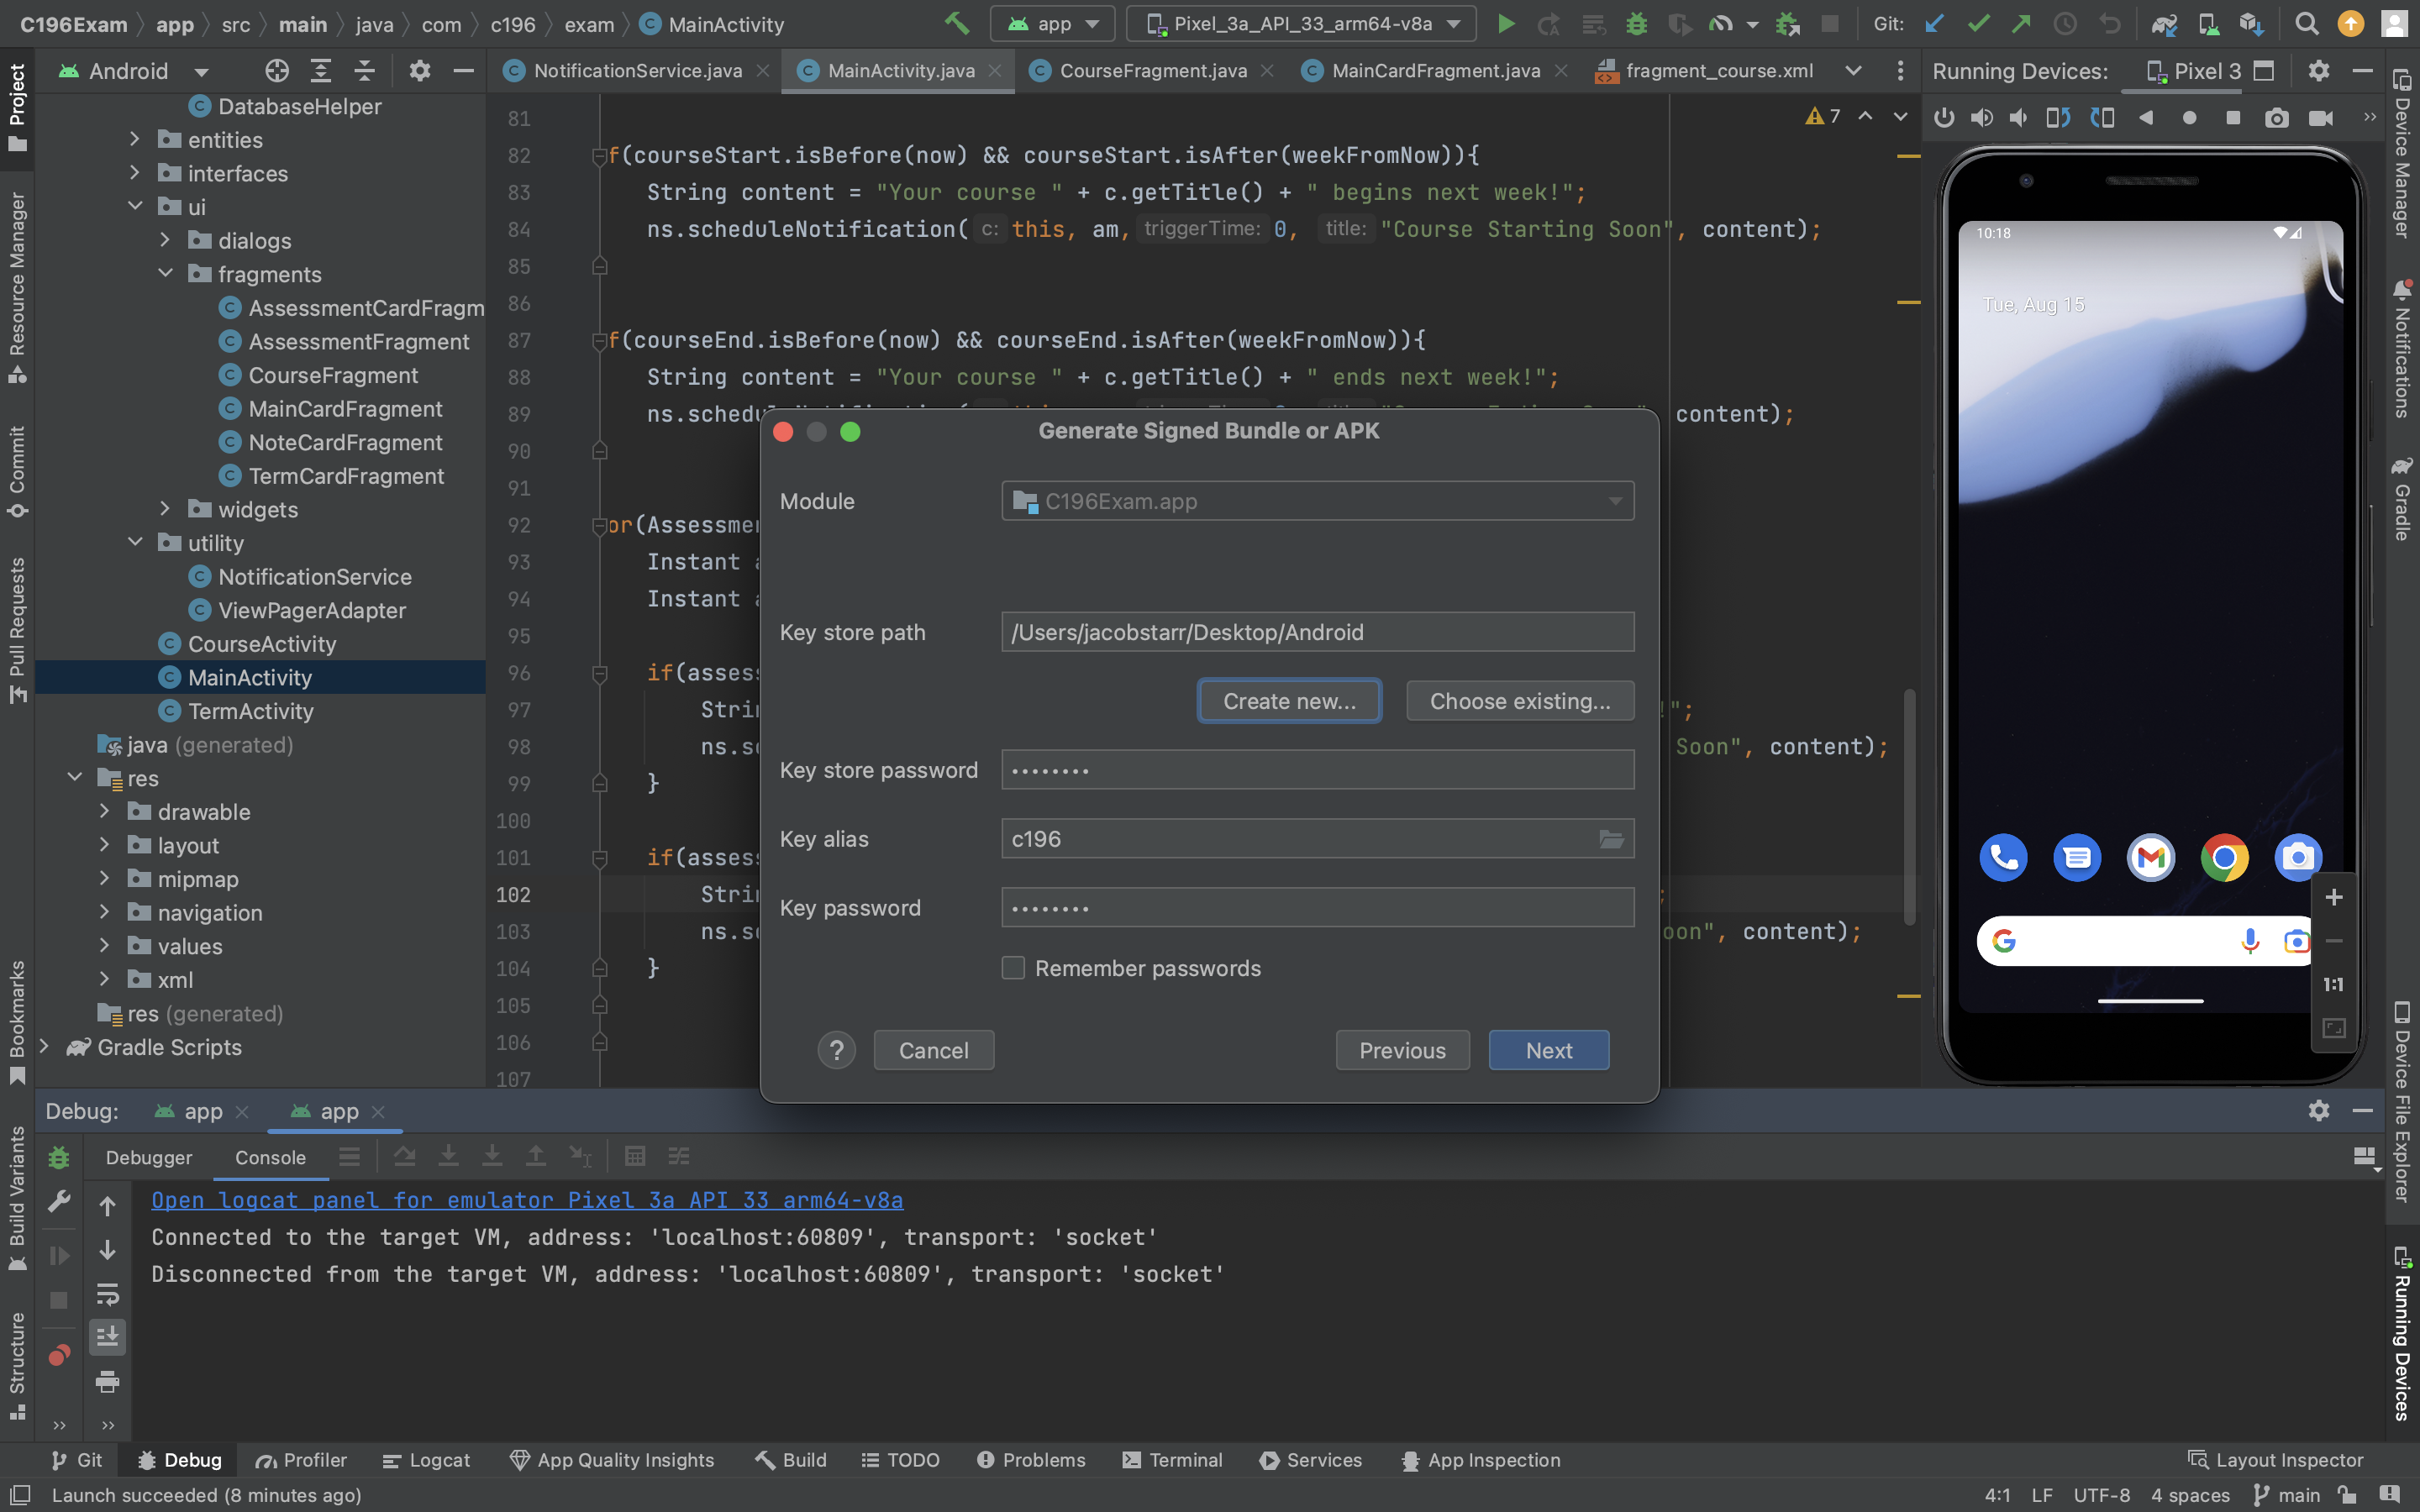 C196Exam app src main java com c196 exam MainActivity
app
Pixel_3a_API_33_arm64-v8a
Git:
Project
Resource Manager
Commit
Pull Requests
Bookmarks
Build Variants
Structure
Android
DatabaseHelper
entities
interfaces
ui
dialogs
fragments
AssessmentCardFragm
AssessmentFragment
CourseFragment
MainCardFragment
NoteCardFragment
TermCardFragment
widgets
utility
NotificationService
ViewPagerAdapter
CourseActivity
MainActivity
TermActivity
java (generated)
res
drawable
layout
mipmap
navigation
values
xml
res (generated)
Gradle Scripts
NotificationService.java MainActivity.java CourseFragment.java MainCardFragment.java fragment_course.xml
7
81
82 f(courseStart.isBefore(now) && courseStart.isAfter(weekFromNow)){
83 String content = "Your course " + c.getTitle() + " begins next week!";
84 ns.scheduleNotification( c: this, am, triggerTime: 0, title: "Course Starting Soon", content);
85
86
87 f(courseEnd.isBefore(now) && courseEnd.isAfter(weekFromNow)){
88 String content = "Your course " + c.getTitle() + " ends next week!";
89 ns.schedu content);
90
91
92 or(Assessme
93 Instant
94 Instant
95
96 if(asses
97 Strin !";
98 ns.s Soon", content);
99 }
100
101 if(asses
102 Strin ;
103 ns.s oon", content);
104 }
105
106
107
Generate Signed Bundle or APK
Module C196Exam.app
Key store path /Users/jacobstarr/Desktop/Android
Create new... Choose existing...
Key store password ••••••••
Key alias c196
Key password ••••••••
Remember passwords
? Cancel Previous Next
Running Devices: Pixel 3
10:18
Tue, Aug 15
1:1
Device Manager
Notifications
Gradle
Device File Explorer
Running Devices
Debug: app app
Debugger Console
Open logcat panel for emulator Pixel 3a API 33 arm64-v8a
Connected to the target VM, address: 'localhost:60809', transport: 'socket'
Disconnected from the target VM, address: 'localhost:60809', transport: 'socket'
Git Debug Profiler Logcat App Quality Insights Build TODO Problems Terminal Services App Inspection Layout Inspector
Launch succeeded (8 minutes ago) 4:1 LF UTF-8 4 spaces main